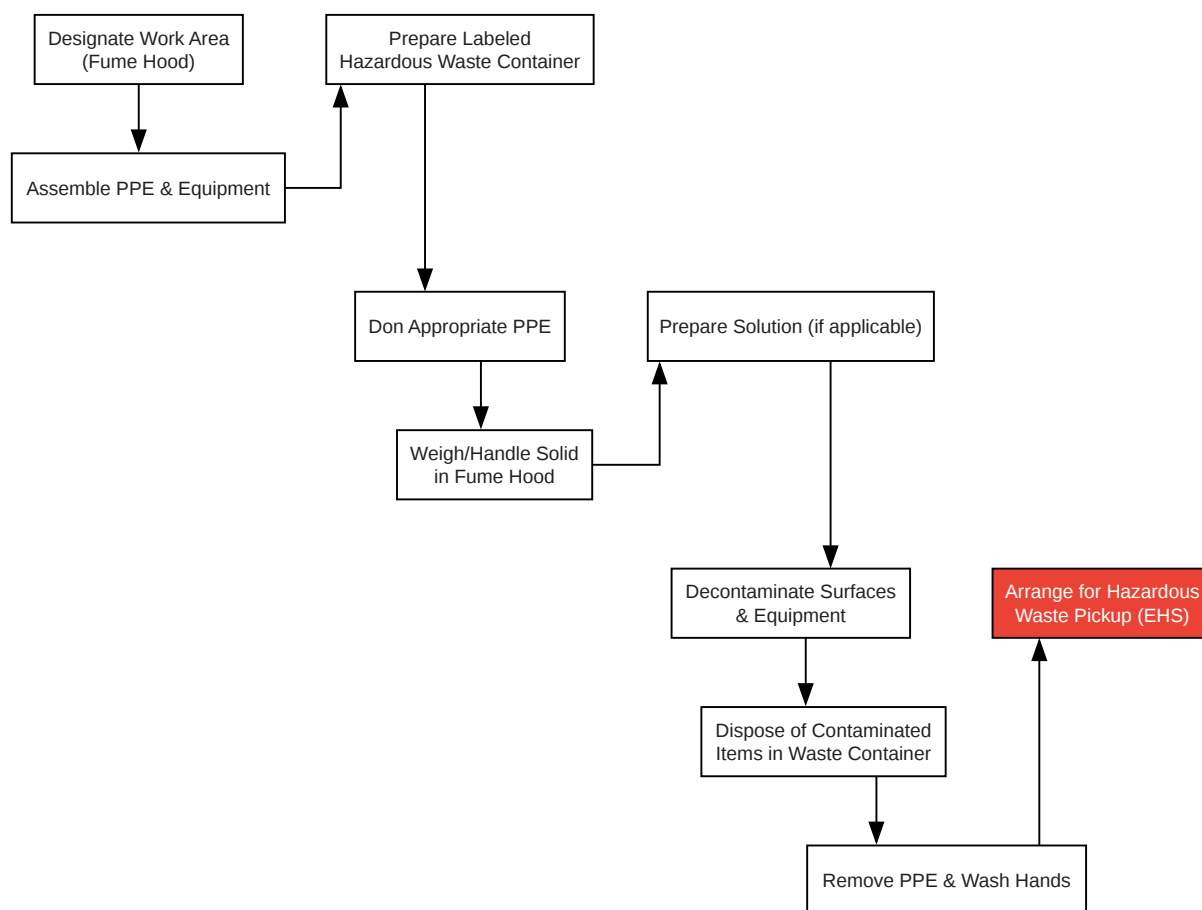 Designate Work Area
(Fume Hood)
Prepare Labeled
Hazardous Waste Container
Assemble PPE & Equipment
Don Appropriate PPE
Prepare Solution (if applicable)
Weigh/Handle Solid
in Fume Hood
Decontaminate Surfaces
& Equipment
Arrange for Hazardous
Waste Pickup (EHS)
Dispose of Contaminated
Items in Waste Container
Remove PPE & Wash Hands